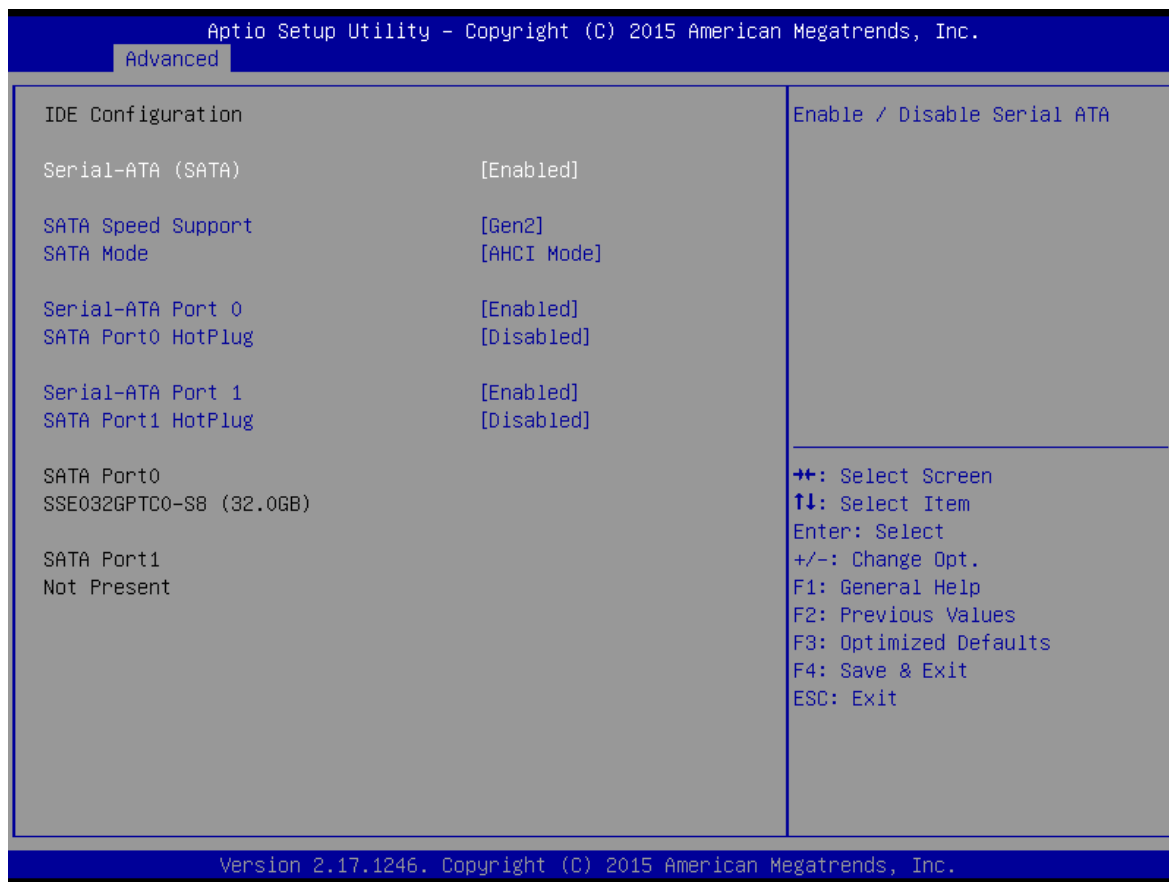 Aptio Setup Utility – Copyright (C) 2015 American Megatrends, Inc.
Advanced
IDE Configuration
Serial-ATA (SATA) [Enabled]
SATA Speed Support [Gen2]
SATA Mode [AHCI Mode]
Serial-ATA Port 0 [Enabled]
SATA Port0 HotPlug [Disabled]
Serial-ATA Port 1 [Enabled]
SATA Port1 HotPlug [Disabled]
SATA Port0
SSE032GPTC0-S8 (32.0GB)
SATA Port1
Not Present
Enable / Disable Serial ATA
→←: Select Screen
↑↓: Select Item
Enter: Select
+/-: Change Opt.
F1: General Help
F2: Previous Values
F3: Optimized Defaults
F4: Save & Exit
ESC: Exit
Version 2.17.1246. Copyright (C) 2015 American Megatrends, Inc.